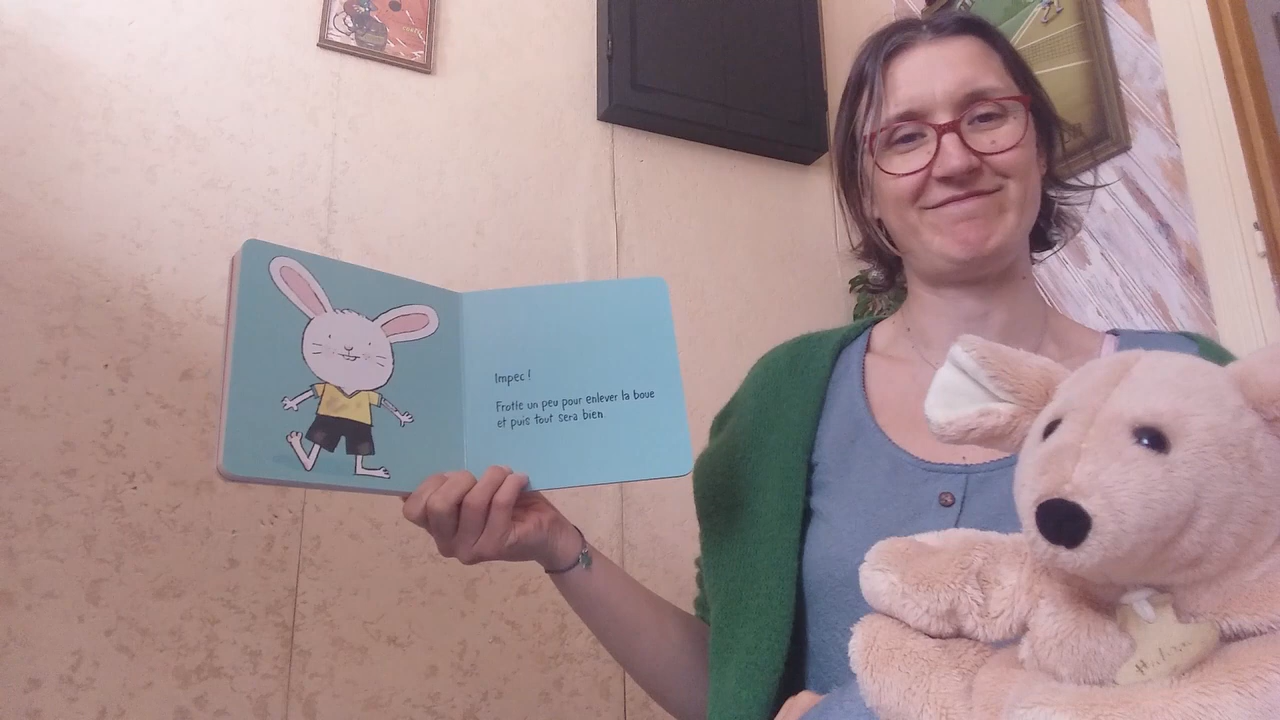 Impec !
Frotte un peu pour enlever la boue
et puis tout sera bien.